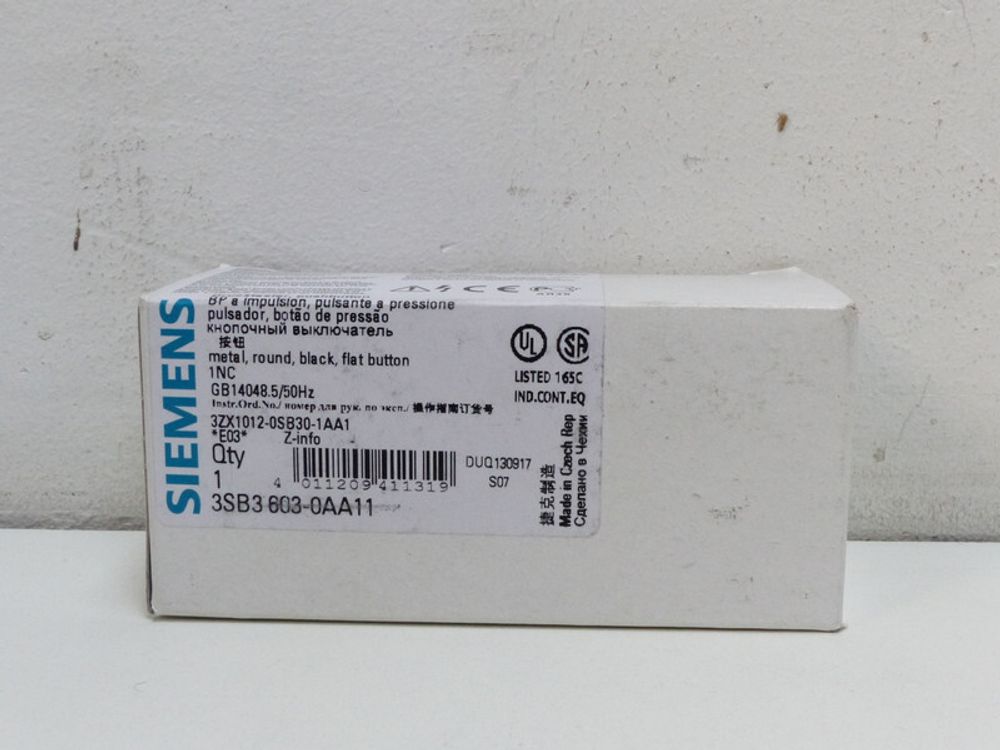 SIEMENS
BP à impulsion, pulsante a pressione
pulsador, botão de pressão
кнопочный выключатель
按钮
metal, round, black, flat button
1NC
GB14048.5/50Hz
Instr.Ord.No./ номер для рук. по эксп./ 操作指南订货号
3ZX1012-0SB30-1AA1
*E03* Z-info
Qty
1
4 011209 411319
3SB3 603-0AA11
DUQ130917
S07
CE
UL
SA
LISTED 165C
IND.CONT.EQ
捷克制造
Made in Czech Rep
Сделано в Чехии